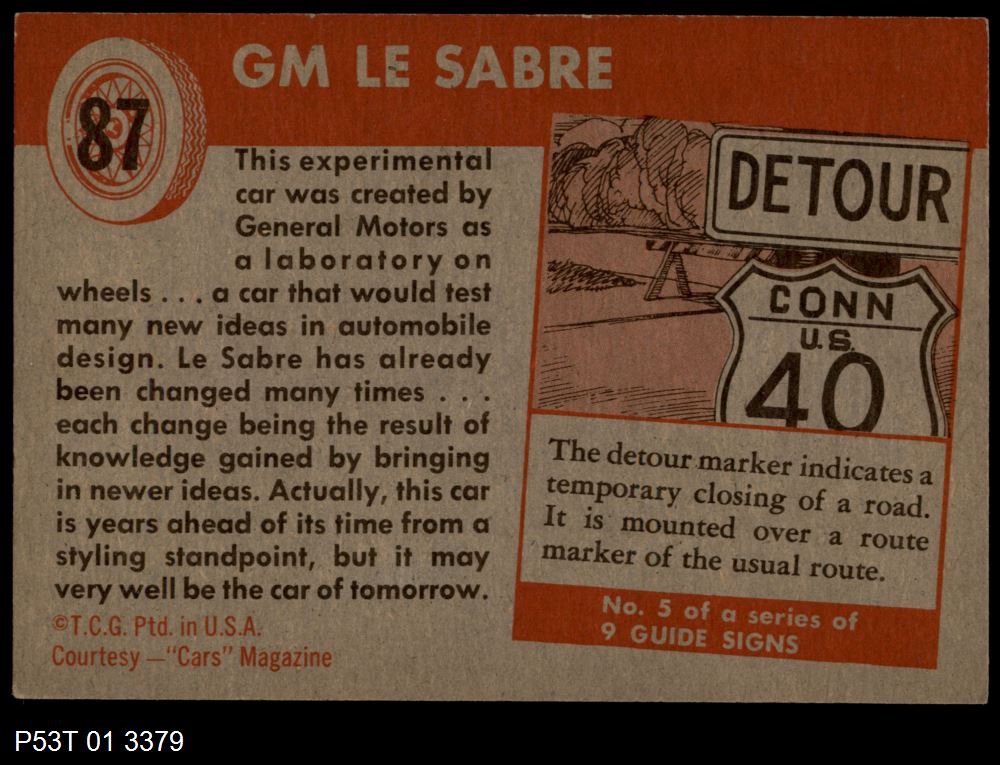 GM LE SABRE
87
This experimental
car was created by
General Motors as
a laboratory on
wheels . . . a car that would test
many new ideas in automobile
design. Le Sabre has already
been changed many times . . .
each change being the result of
knowledge gained by bringing
in newer ideas. Actually, this car
is years ahead of its time from a
styling standpoint, but it may
very well be the car of tomorrow.
©T.C.G. Ptd. in U.S.A.
Courtesy —"Cars" Magazine
DETOUR
CONN
U.S.
40
The detour marker indicates a
temporary closing of a road.
It is mounted over a route
marker of the usual route.
No. 5 of a series of
9 GUIDE SIGNS
P53T 01 3379